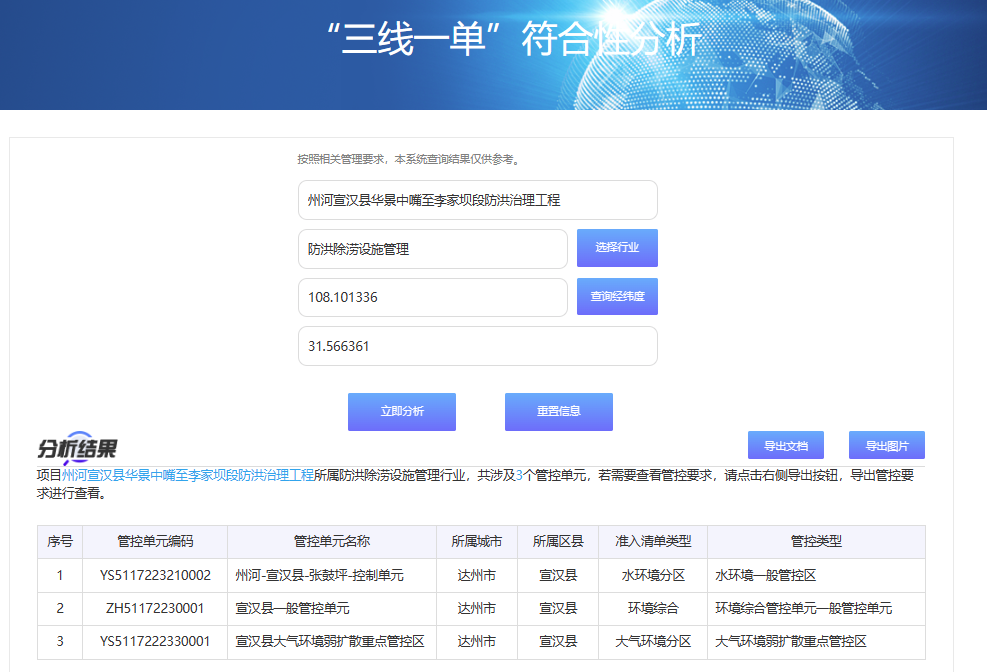 “三线一单”符合性分析
按照相关管理要求，本系统查询结果仅供参考。
州河宣汉县华景中嘴至李家坝段防洪治理工程
防洪除涝设施管理 选择行业
108.101336 查询经纬度
31.566361
立即分析 重置信息
分析结果 导出文档 导出图片
项目州河宣汉县华景中嘴至李家坝段防洪治理工程所属防洪除涝设施管理行业，共涉及3个管控单元，若需要查看管控要求，请点击右侧导出按钮，导出管控要
求进行查看。
序号 管控单元编码 管控单元名称 所属城市 所属区县 准入清单类型 管控类型
1 YS5117223210002 州河-宣汉县-张鼓坪-控制单元 达州市 宣汉县 水环境分区 水环境一般管控区
2 ZH51172230001 宣汉县一般管控单元 达州市 宣汉县 环境综合 环境综合管控单元一般管控单元
3 YS5117222330001 宣汉县大气环境弱扩散重点管控区 达州市 宣汉县 大气环境分区 大气环境弱扩散重点管控区